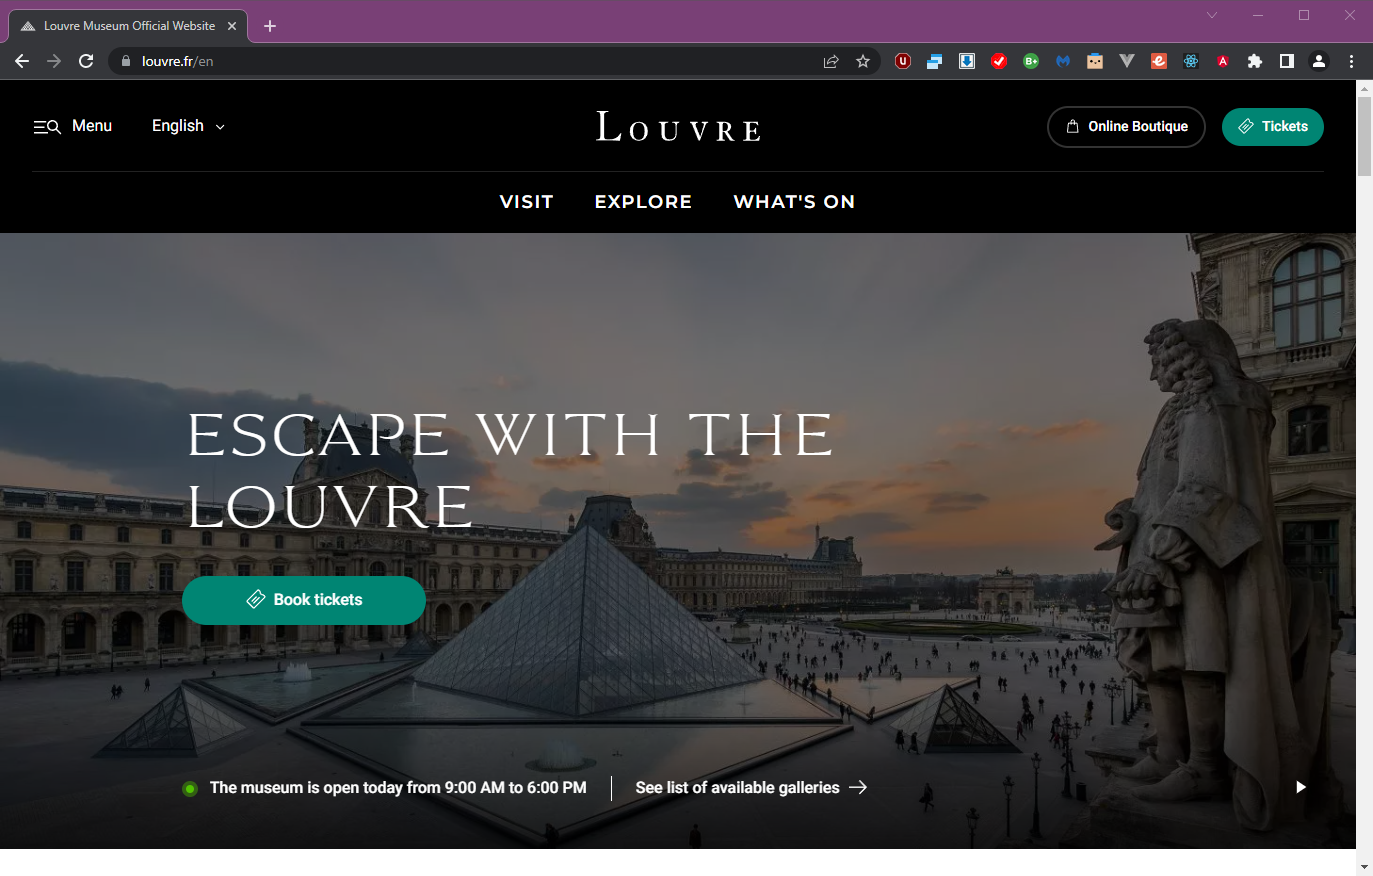 Louvre Museum Official Website
louvre.fr/en
Menu
English
LOUVRE
Online Boutique
Tickets
VISIT
EXPLORE
WHAT'S ON
ESCAPE WITH THE
LOUVRE
Book tickets
The museum is open today from 9:00 AM to 6:00 PM
See list of available galleries